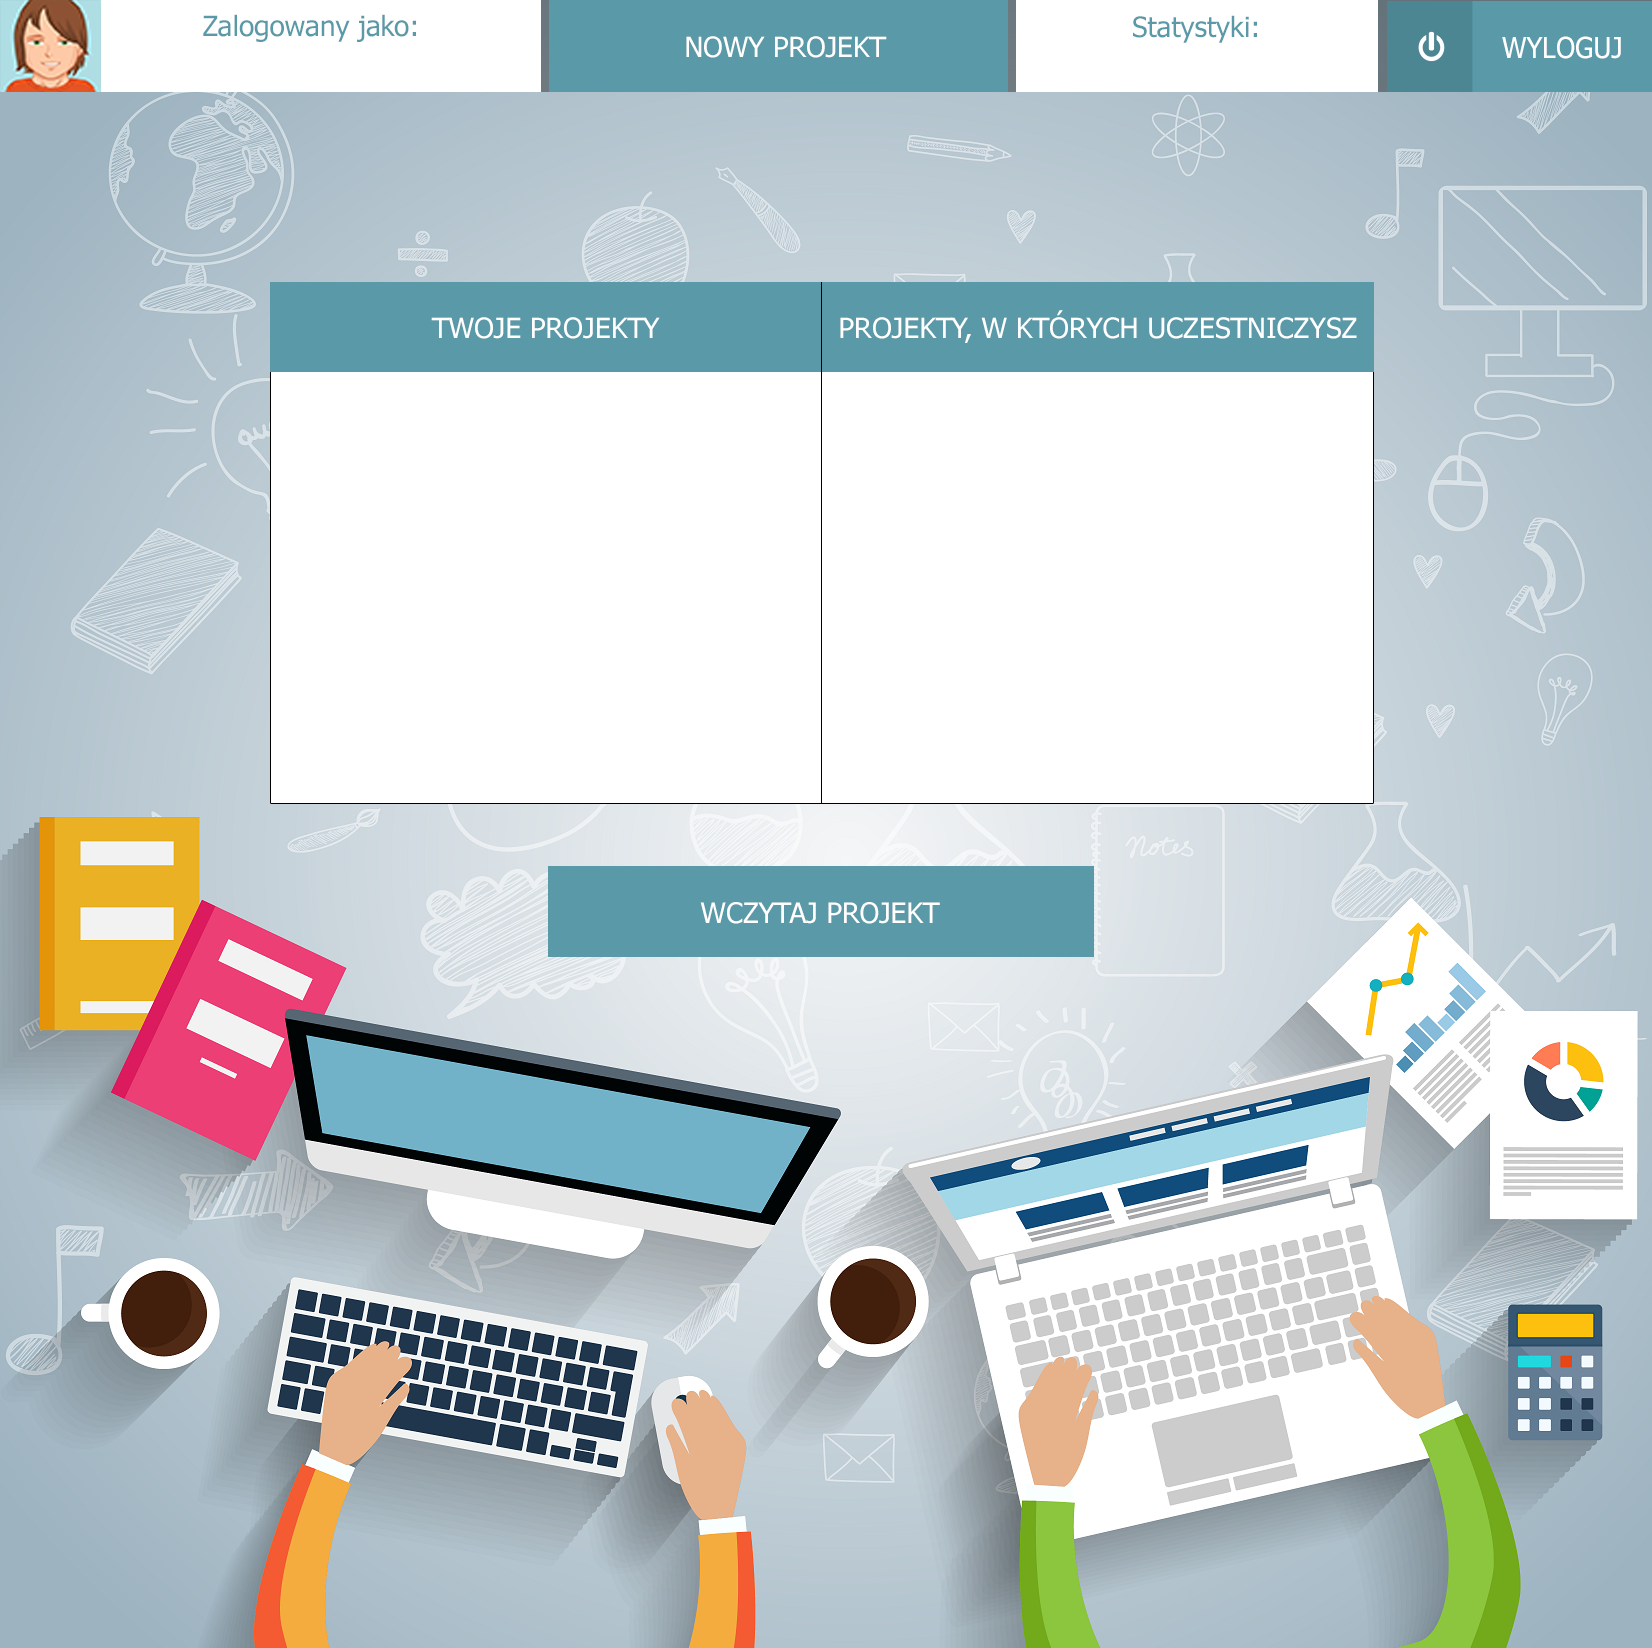 Zalogowany jako:
NOWY PROJEKT
Statystyki:
WYLOGUJ
TWOJE PROJEKTY
PROJEKTY, W KTÓRYCH UCZESTNICZYSZ
Notes
WCZYTAJ PROJEKT